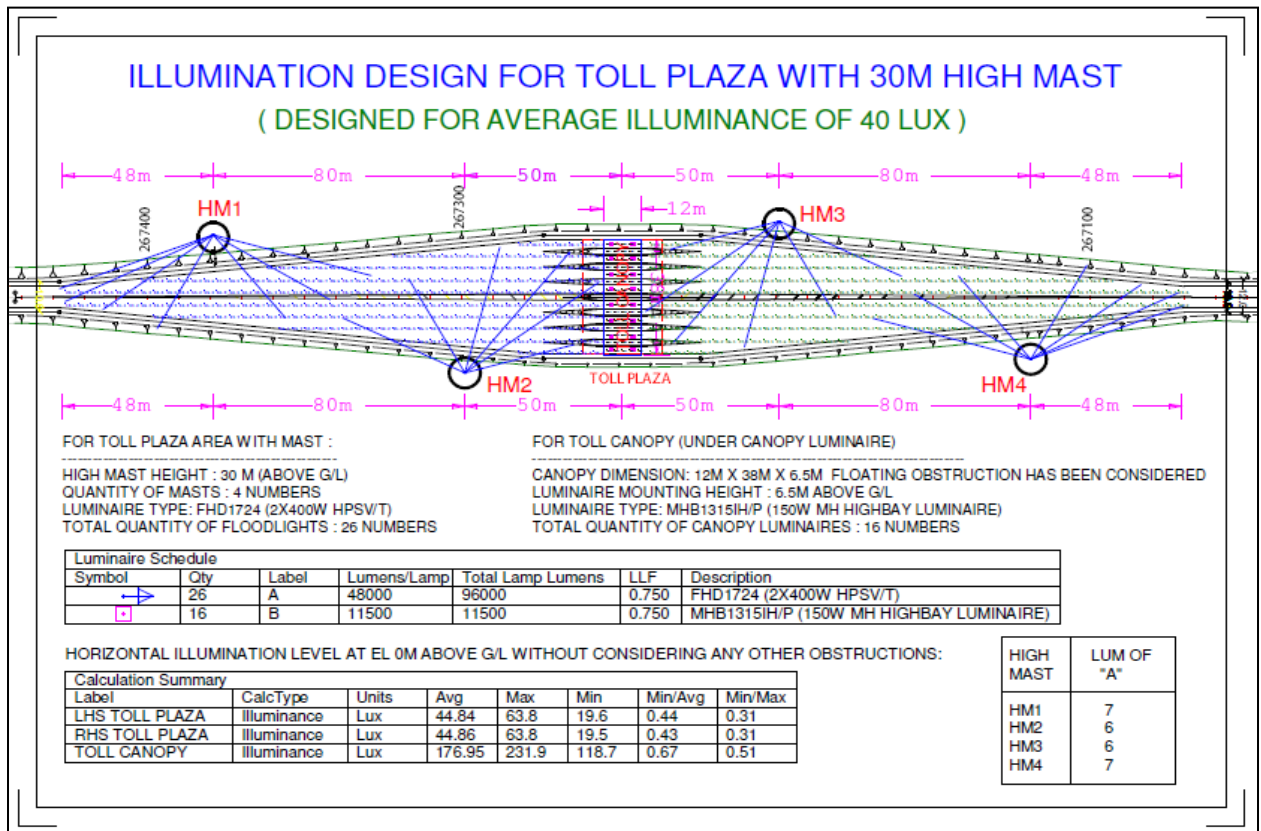 ILLUMINATION DESIGN FOR TOLL PLAZA WITH 30M HIGH MAST
( DESIGNED FOR AVERAGE ILLUMINANCE OF 40 LUX )
48m 80m 50m 50m 80m 48m
267400 HM1 267300 12m HM3 267100
HM2 TOLL PLAZA HM4
48m 80m 50m 50m 80m 48m
FOR TOLL PLAZA AREA WITH MAST :
HIGH MAST HEIGHT : 30 M (ABOVE G/L)
QUANTITY OF MASTS : 4 NUMBERS
LUMINAIRE TYPE: FHD1724 (2X400W HPSV/T)
TOTAL QUANTITY OF FLOODLIGHTS : 26 NUMBERS
FOR TOLL CANOPY (UNDER CANOPY LUMINAIRE)
CANOPY DIMENSION: 12M X 38M X 6.5M FLOATING OBSTRUCTION HAS BEEN CONSIDERED
LUMINAIRE MOUNTING HEIGHT : 6.5M ABOVE G/L
LUMINAIRE TYPE: MHB1315IH/P (150W MH HIGHBAY LUMINAIRE)
TOTAL QUANTITY OF CANOPY LUMINAIRES : 16 NUMBERS
Luminaire Schedule
Symbol Qty Label Lumens/Lamp Total Lamp Lumens LLF Description
26 A 48000 96000 0.750 FHD1724 (2X400W HPSV/T)
16 B 11500 11500 0.750 MHB1315IH/P (150W MH HIGHBAY LUMINAIRE)
HORIZONTAL ILLUMINATION LEVEL AT EL 0M ABOVE G/L WITHOUT CONSIDERING ANY OTHER OBSTRUCTIONS:
Calculation Summary
Label CalcType Units Avg Max Min Min/Avg Min/Max
LHS TOLL PLAZA Illuminance Lux 44.84 63.8 19.6 0.44 0.31
RHS TOLL PLAZA Illuminance Lux 44.86 63.8 19.5 0.43 0.31
TOLL CANOPY Illuminance Lux 176.95 231.9 118.7 0.67 0.51
HIGH MAST LUM OF "A"
HM1 7
HM2 6
HM3 6
HM4 7